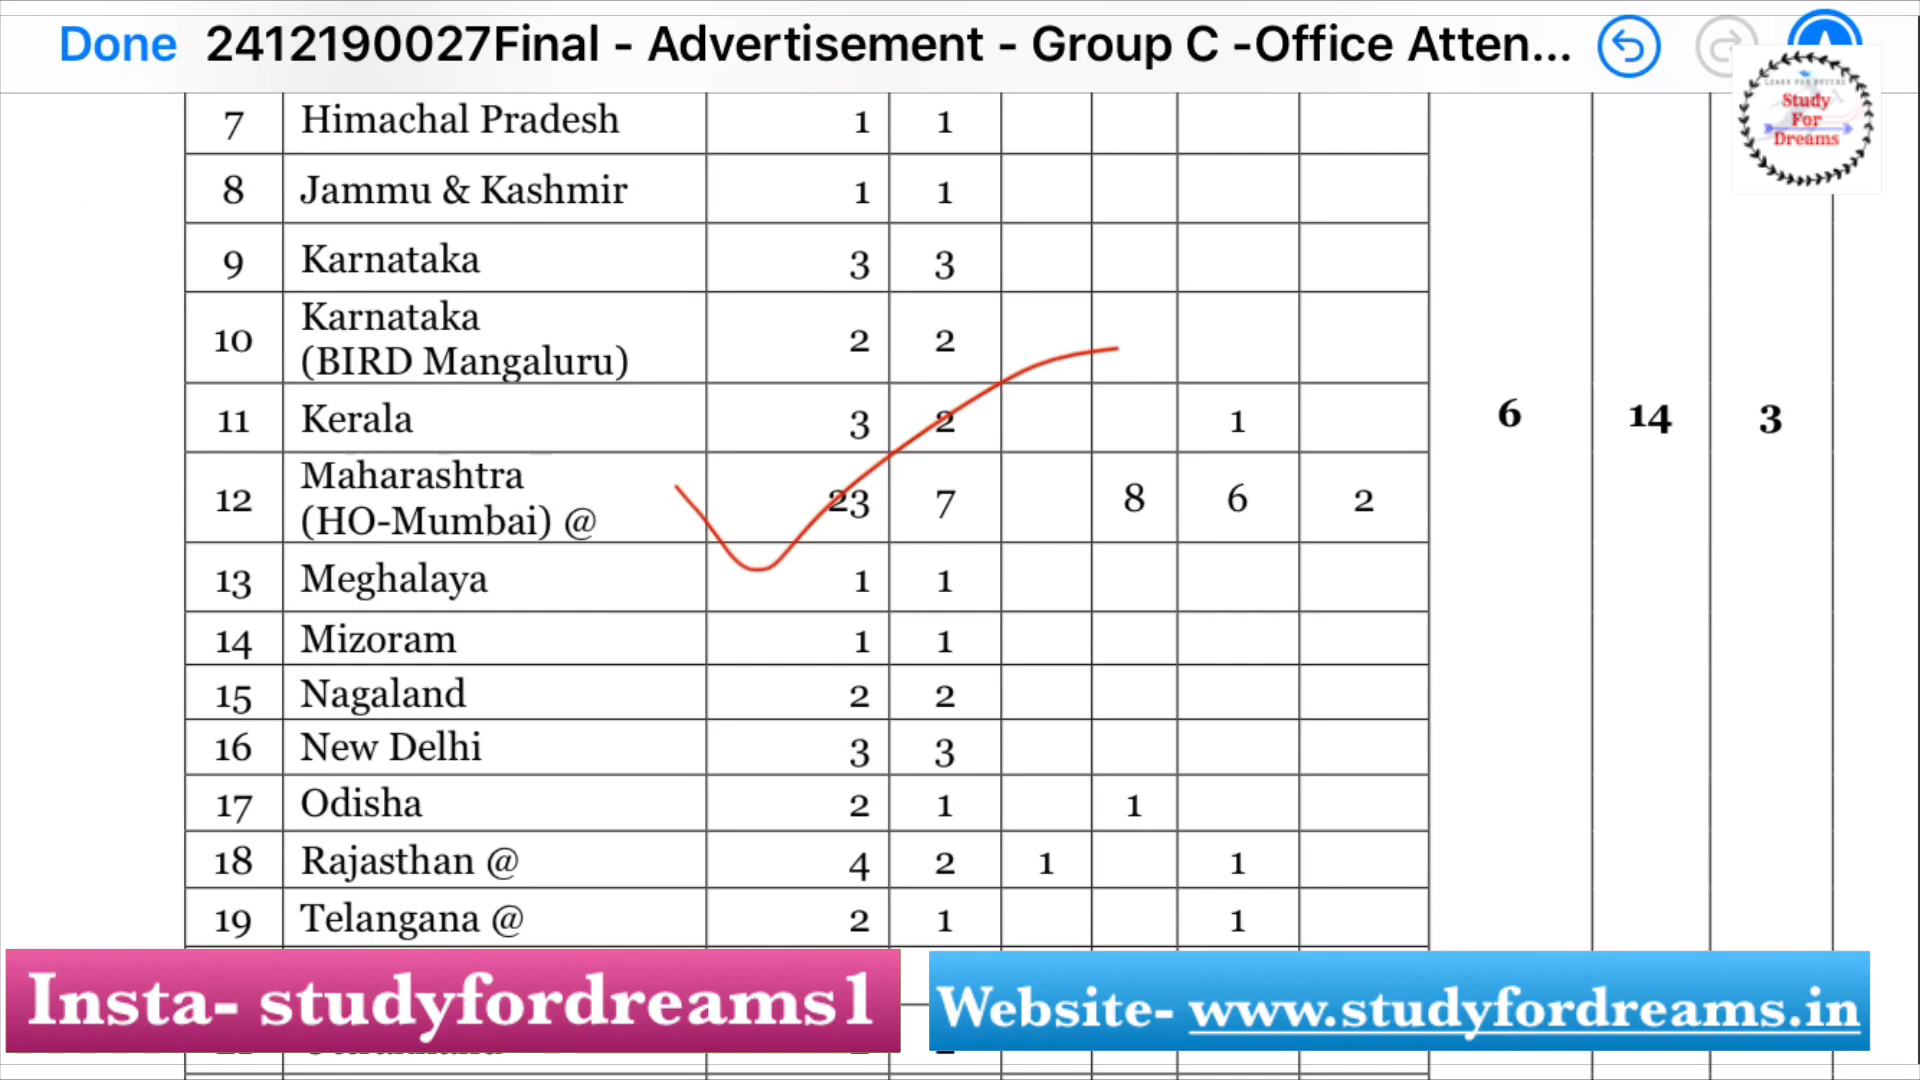 Done 2412190027Final - Advertisement - Group C -Office Atten...
Study
For
Dreams
7 Himachal Pradesh 1 1
8 Jammu & Kashmir 1 1
9 Karnataka 3 3
10 Karnataka (BIRD Mangaluru) 2 2
11 Kerala 3 2 1 6 14 3
12 Maharashtra (HO-Mumbai) @ 23 7 8 6 2
13 Meghalaya 1 1
14 Mizoram 1 1
15 Nagaland 2 2
16 New Delhi 3 3
17 Odisha 2 1 1
18 Rajasthan @ 4 2 1 1
19 Telangana @ 2 1 1
Insta- studyfordreams1
Website- www.studyfordreams.in